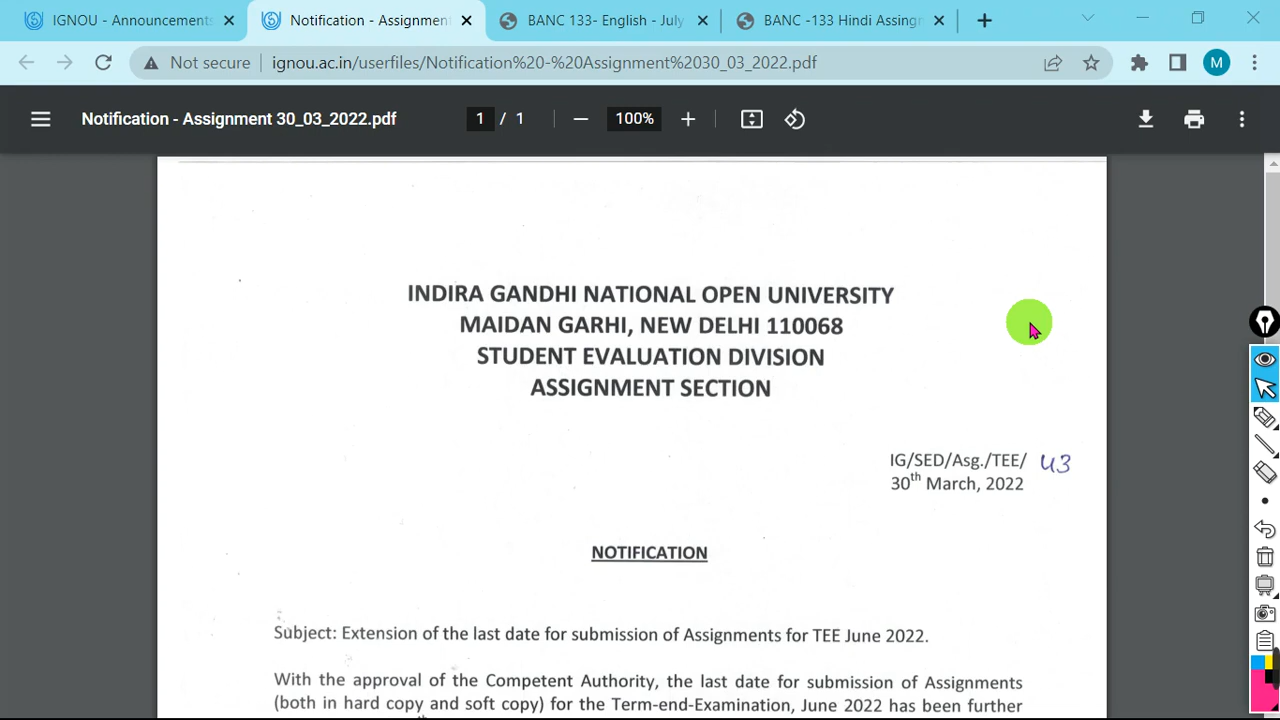 IGNOU - Announcements
Notification - Assignment
BANC 133- English - July
BANC -133 Hindi Assing
Not secure
ignou.ac.in/userfiles/Notification%20-%20Assignment%2030_03_2022.pdf
M
Notification - Assignment 30_03_2022.pdf
1 / 1
100%
INDIRA GANDHI NATIONAL OPEN UNIVERSITY
MAIDAN GARHI, NEW DELHI 110068
STUDENT EVALUATION DIVISION
ASSIGNMENT SECTION
IG/SED/Asg./TEE/ 43
30th March, 2022
NOTIFICATION
Subject: Extension of the last date for submission of Assignments for TEE June 2022.
With the approval of the Competent Authority, the last date for submission of Assignments
(both in hard copy and soft copy) for the Term-end-Examination, June 2022 has been further